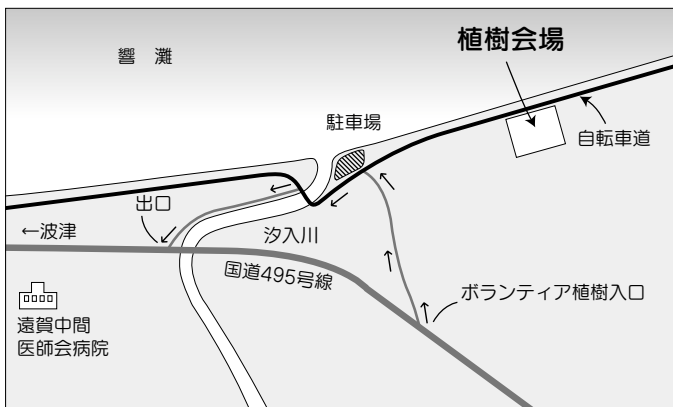 響 灘
植樹会場
駐車場
自転車道
出口
←波津
汐入川
国道495号線
ボランティア植樹入口
遠賀中間
医師会病院